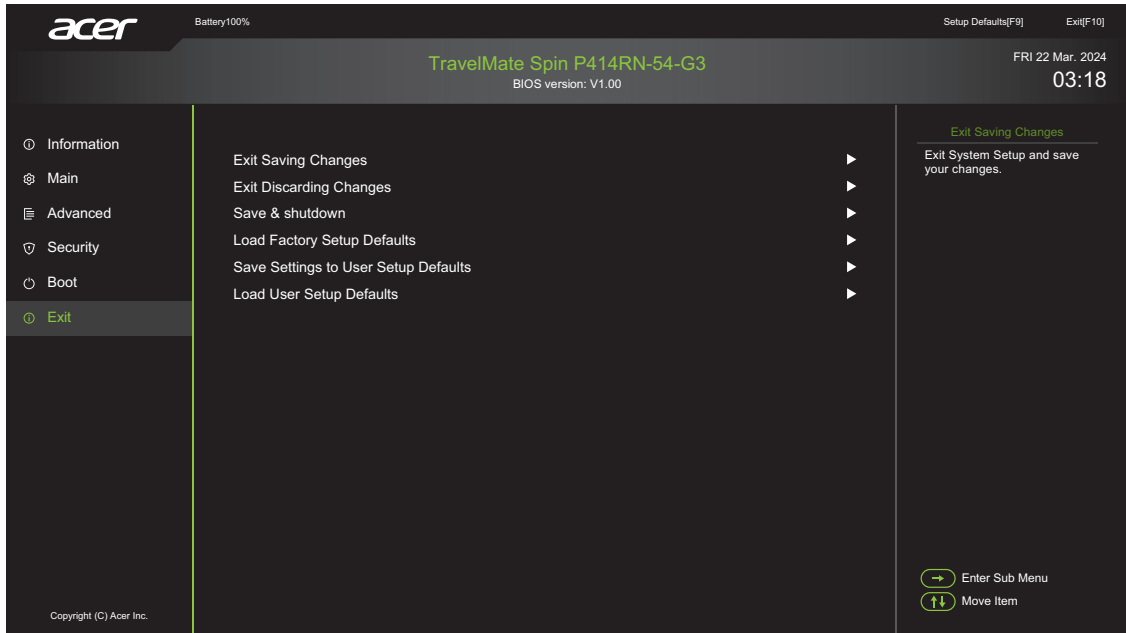 acer
Battery100%
Setup Defaults[F9]
Exit[F10]
TravelMate Spin P414RN-54-G3
BIOS version: V1.00
FRI 22 Mar. 2024
03:18
Information
Main
Advanced
Security
Boot
Exit
Exit Saving Changes
Exit Discarding Changes
Save & shutdown
Load Factory Setup Defaults
Save Settings to User Setup Defaults
Load User Setup Defaults
Exit Saving Changes
Exit System Setup and save
your changes.
Enter Sub Menu
Move Item
Copyright (C) Acer Inc.